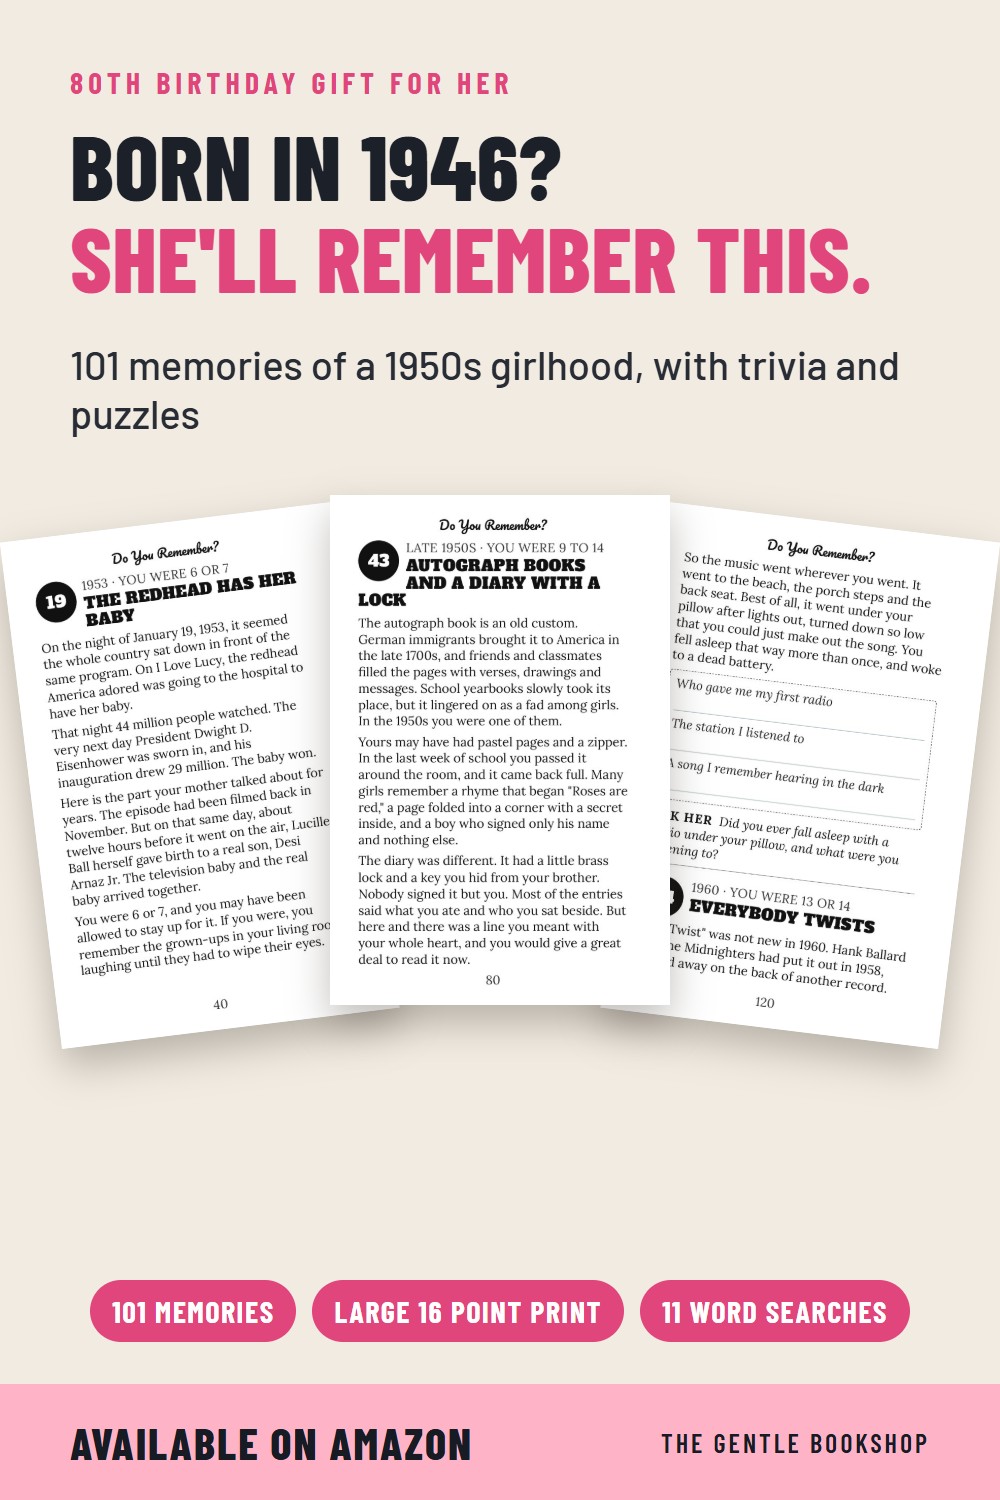 80TH BIRTHDAY GIFT FOR HER
BORN IN 1946?
SHE'LL REMEMBER THIS.
101 memories of a 1950s girlhood, with trivia and
puzzles
Do You Remember?
19
1953 · YOU WERE 6 OR 7
THE REDHEAD HAS HER
BABY
On the night of January 19, 1953, it seemed
the whole country sat down in front of the
same program. On I Love Lucy, the redhead
America adored was going to the hospital to
have her baby.
That night 44 million people watched. The
very next day President Dwight D.
Eisenhower was sworn in, and his
inauguration drew 29 million. The baby won.
Here is the part your mother talked about for
years. The episode had been filmed back in
November. But on that same day, about
twelve hours before it went on the air, Lucille
Ball herself gave birth to a real son, Desi
Arnaz Jr. The television baby and the real
baby arrived together.
You were 6 or 7, and you may have been
allowed to stay up for it. If you were, you
remember the grown-ups in your living
laughing until they had to wipe their eyes.
40
Do You Remember?
43
LATE 1950S · YOU WERE 9 TO 14
AUTOGRAPH BOOKS
AND A DIARY WITH A
LOCK
The autograph book is an old custom.
German immigrants brought it to America in
the late 1700s, and friends and classmates
filled the pages with verses, drawings and
messages. School yearbooks slowly took its
place, but it lingered on as a fad among girls.
In the 1950s you were one of them.
Yours may have had pastel pages and a zipper.
In the last week of school you passed it
around the room, and it came back full. Many
girls remember a rhyme that began "Roses are
red," a page folded into a corner with a secret
inside, and a boy who signed only his name
and nothing else.
The diary was different. It had a little brass
lock and a key you hid from your brother.
Nobody signed it but you. Most of the entries
said what you ate and who you sat beside. But
here and there was a line you meant with
your whole heart, and you would give a great
deal to read it now.
80
Do You Remember?
So the music went wherever you went. It
went to the beach, the porch steps and the
back seat. Best of all, it went under your
pillow after lights out, turned down so low
that you could just make out the song. You
fell asleep that way more than once, and woke
to a dead battery.
Who gave me my first radio
The station I listened to
A song I remember hearing in the dark
HER Did you ever fall asleep with a
under your pillow, and what were you
to?
1960 · YOU WERE 13 OR 14
EVERYBODY TWISTS
Twist" was not new in 1960. Hank Ballard
Midnighters had put it out in 1958,
away on the back of another record.
120
101 MEMORIES
LARGE 16 POINT PRINT
11 WORD SEARCHES
AVAILABLE ON AMAZON
THE GENTLE BOOKSHOP